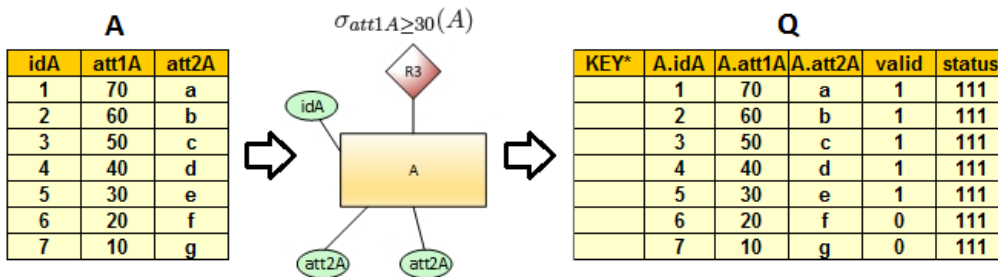 A
idA att1A att2A
1 70 a
2 60 b
3 50 c
4 40 d
5 30 e
6 20 f
7 10 g
σatt1A≥30(A)
R3
idA
A
att2A att2A
Q
KEY* A.idA A.att1A A.att2A valid status
1 70 a 1 111
2 60 b 1 111
3 50 c 1 111
4 40 d 1 111
5 30 e 1 111
6 20 f 0 111
7 10 g 0 111